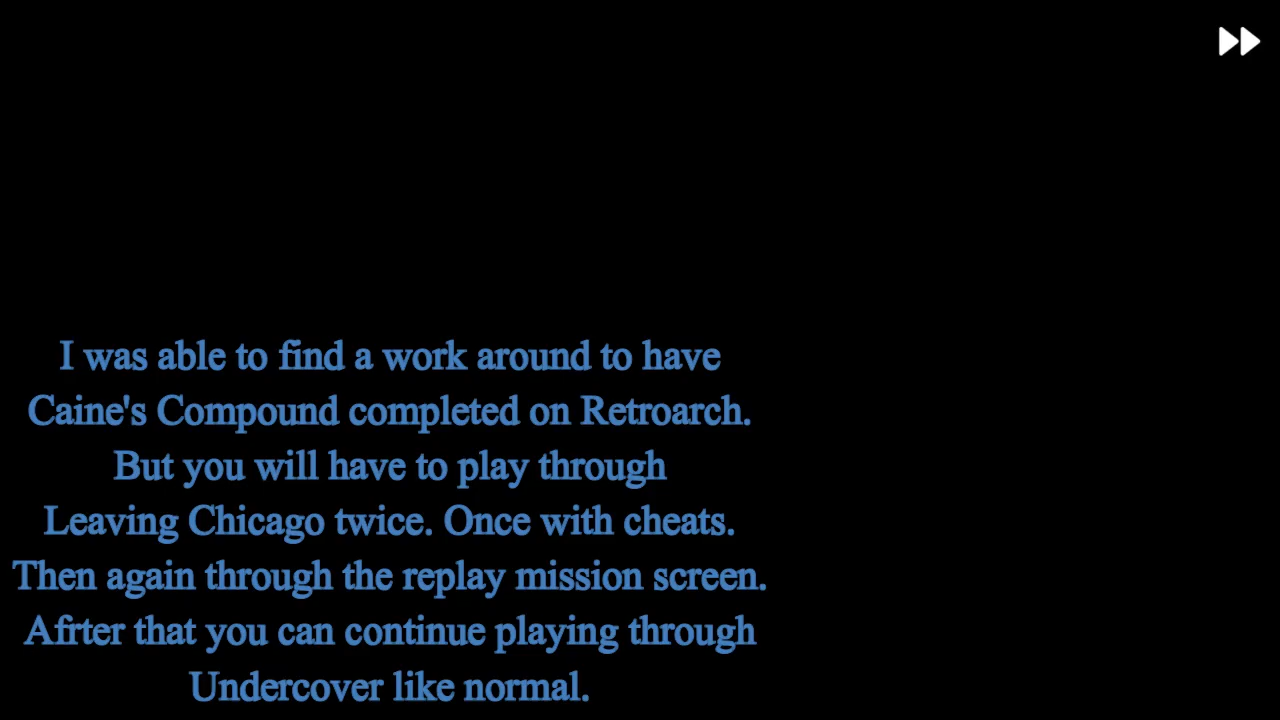 I was able to find a work around to have
Caine's Compound completed on Retroarch.
But you will have to play through
Leaving Chicago twice. Once with cheats.
Then again through the replay mission screen.
Afrter that you can continue playing through
Undercover like normal.